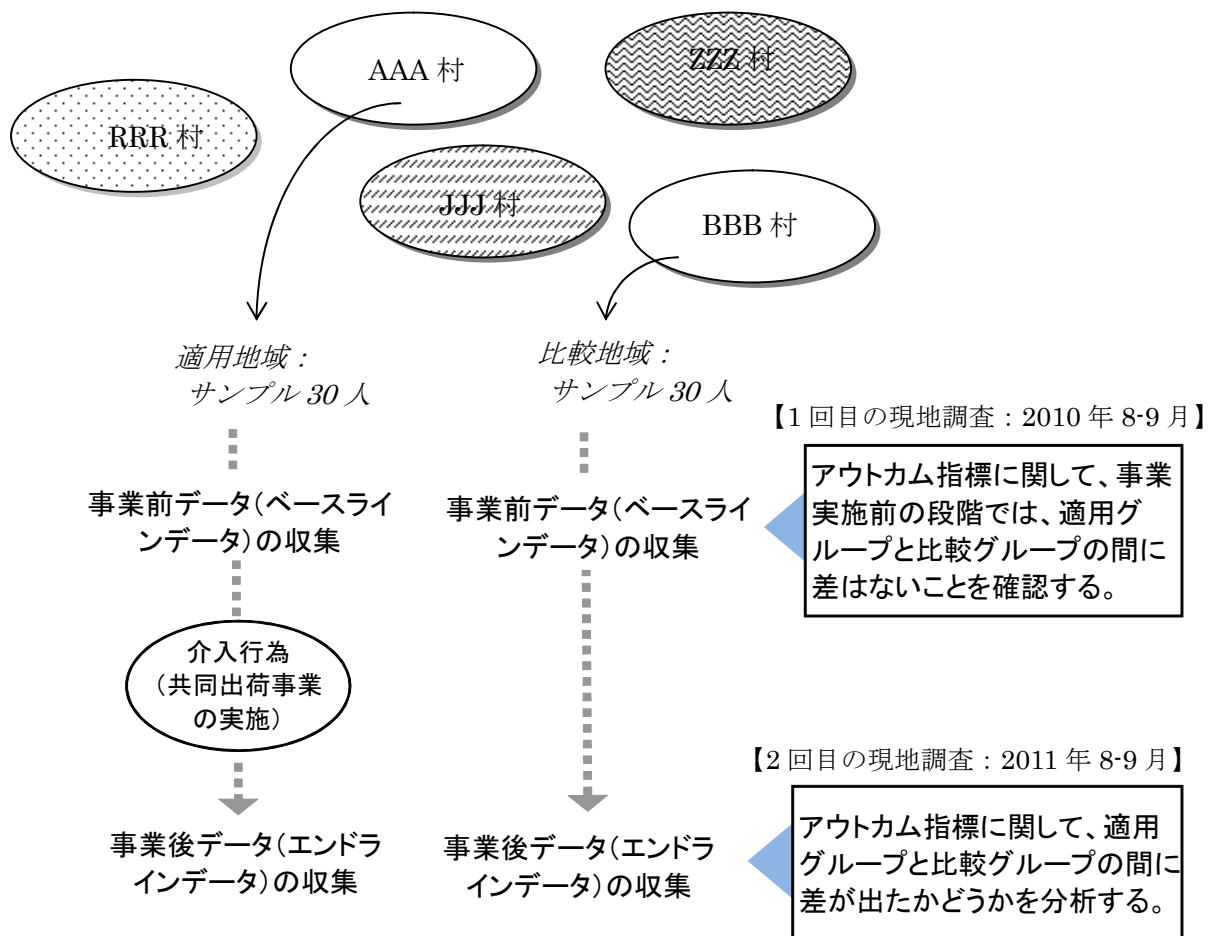 AAA 村
ZZZ 村
RRR 村
JJJ 村
BBB 村
適用地域：
サンプル 30 人
比較地域：
サンプル 30 人
【1 回目の現地調査：2010 年 8-9 月】
事業前データ（ベースライ
ンデータ）の収集
事業前データ（ベースライ
ンデータ）の収集
アウトカム指標に関して、事業
実施前の段階では、適用グ
ループと比較グループの間に
差はないことを確認する。
介入行為
（共同出荷事業
の実施）
【2 回目の現地調査：2011 年 8-9 月】
事業後データ（エンドラ
インデータ）の収集
事業後データ（エンドラ
インデータ）の収集
アウトカム指標に関して、適用
グループと比較グループの間に
差が出たかどうかを分析する。